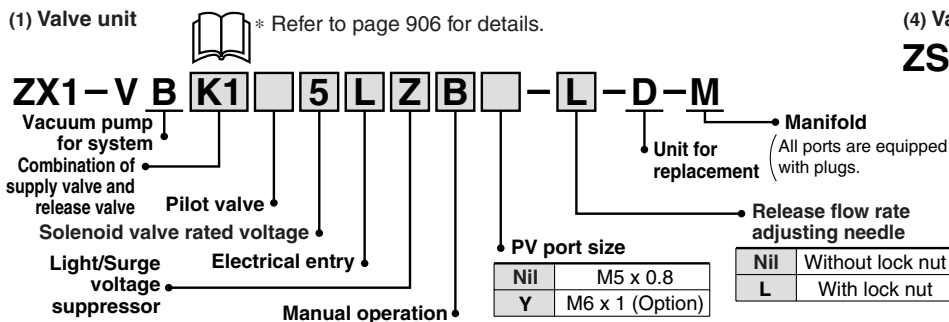 (1) Valve unit
* Refer to page 906 for details.
(4) Va
ZS
ZX1-V B K1 5 L Z B - L - D - M
Vacuum pump
for system
Combination of
supply valve and
release valve
Pilot valve
Solenoid valve rated voltage
Light/Surge
voltage
suppressor
Electrical entry
Manual operation
PV port size
Nil M5 x 0.8
Y M6 x 1 (Option)
Unit for
replacement
Manifold
(All ports are equipped
with plugs.
Release flow rate
adjusting needle
Nil Without lock nut
L With lock nut